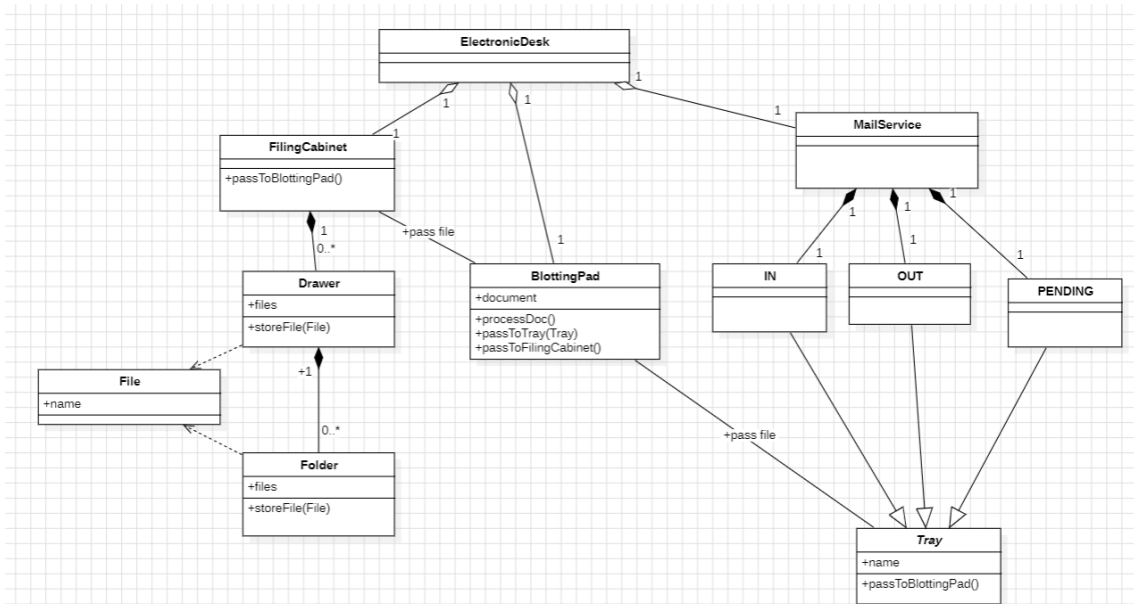 ElectronicDesk
1
1
1
1
1
1
MailService
FilingCabinet
+passToBlottingPad()
1
0..*
+pass file
1
1
1
1
1
1
Drawer
+files
+storeFile(File)
BlottingPad
+document
+processDoc()
+passToTray(Tray)
+passToFilingCabinet()
IN
OUT
PENDING
File
+name
+1
0..*
+pass file
Folder
+files
+storeFile(File)
Tray
+name
+passToBlottingPad()